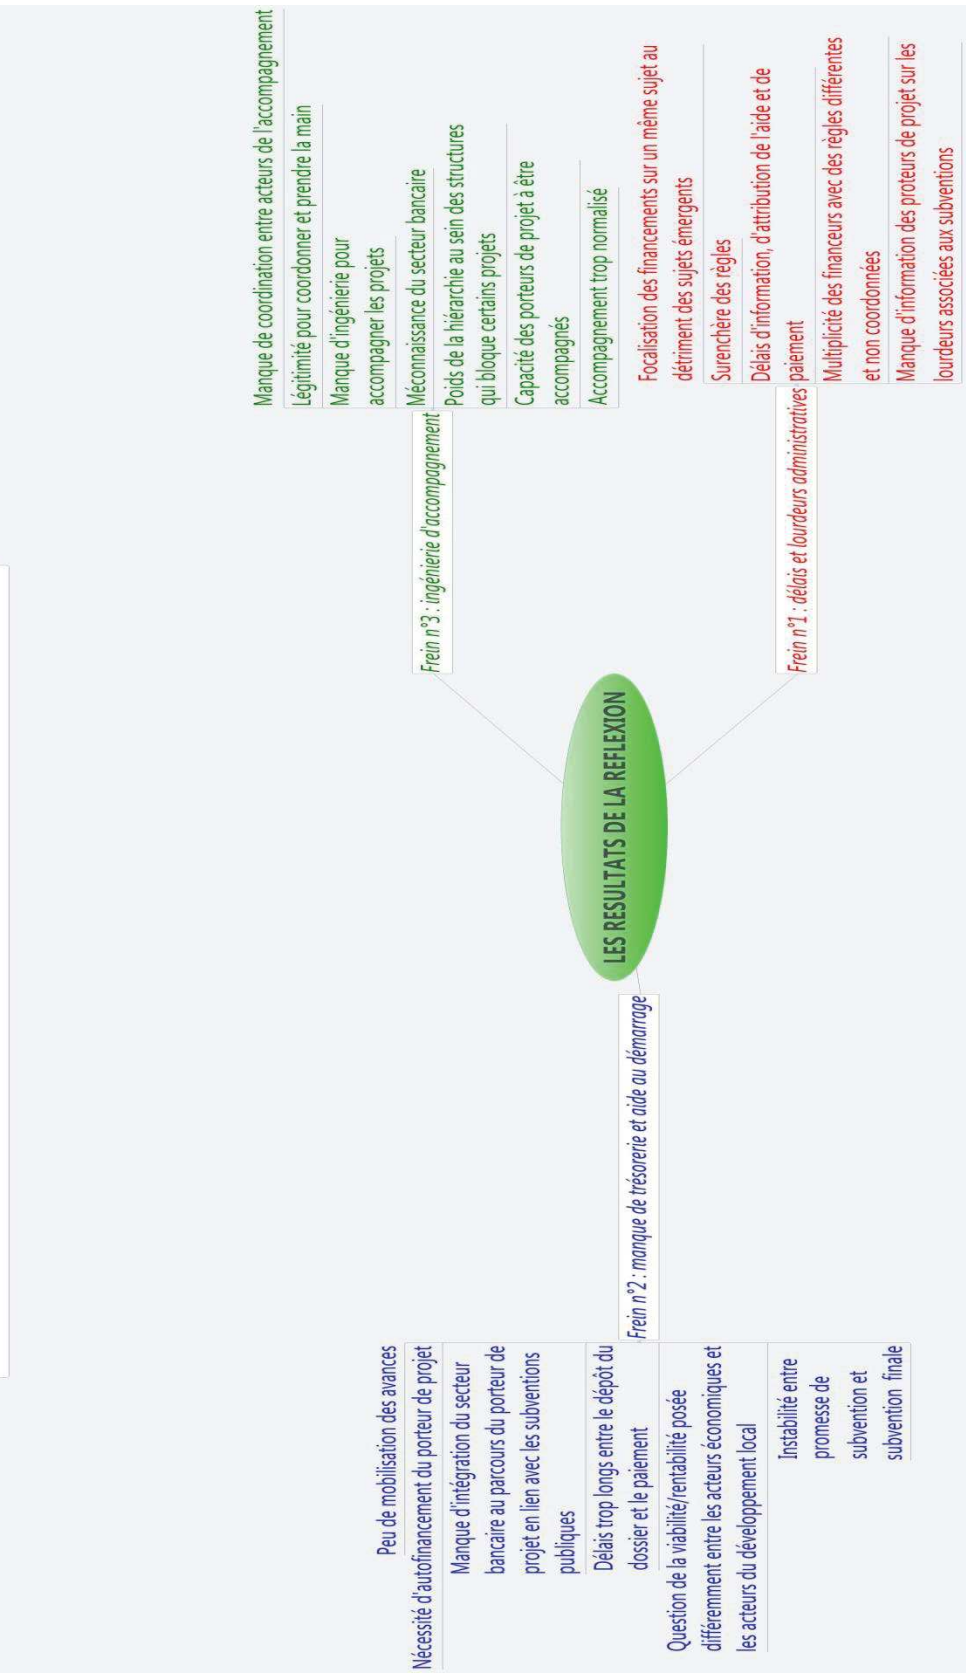 LES RESULTATS DE LA REFLEXION
Frein n°3 : ingénierie d'accompagnement
Manque de coordination entre acteurs de l'accompagnement
Légitimité pour coordonner et prendre la main
Manque d'ingénierie pour
accompagner les projets
Méconnaissance du secteur bancaire
Poids de la hiérarchie au sein des structures
qui bloque certains projets
Capacité des porteurs de projet à être
accompagnés
Accompagnement trop normalisé
Frein n°1 : délais et lourdeurs administratives
Focalisation des financements sur un même sujet au
détriment des sujets émergents
Surenchère des règles
Délais d'information, d'attribution de l'aide et de
paiement
Multiplicité des financeurs avec des règles différentes
et non coordonnées
Manque d'information des proteurs de projet sur les
lourdeurs associées aux subventions
Frein n°2 : manque de trésorerie et aide au démarrage
Peu de mobilisation des avances
Nécessité d'autofinancement du porteur de projet
Manque d'intégration du secteur
bancaire au parcours du porteur de
projet en lien avec les subventions
publiques
Délais trop longs entre le dépôt du
dossier et le paiement
Question de la viabilité/rentabilité posée
différemment entre les acteurs économiques et
les acteurs du développement local
Instabilité entre
promesse de
subvention et
subvention finale